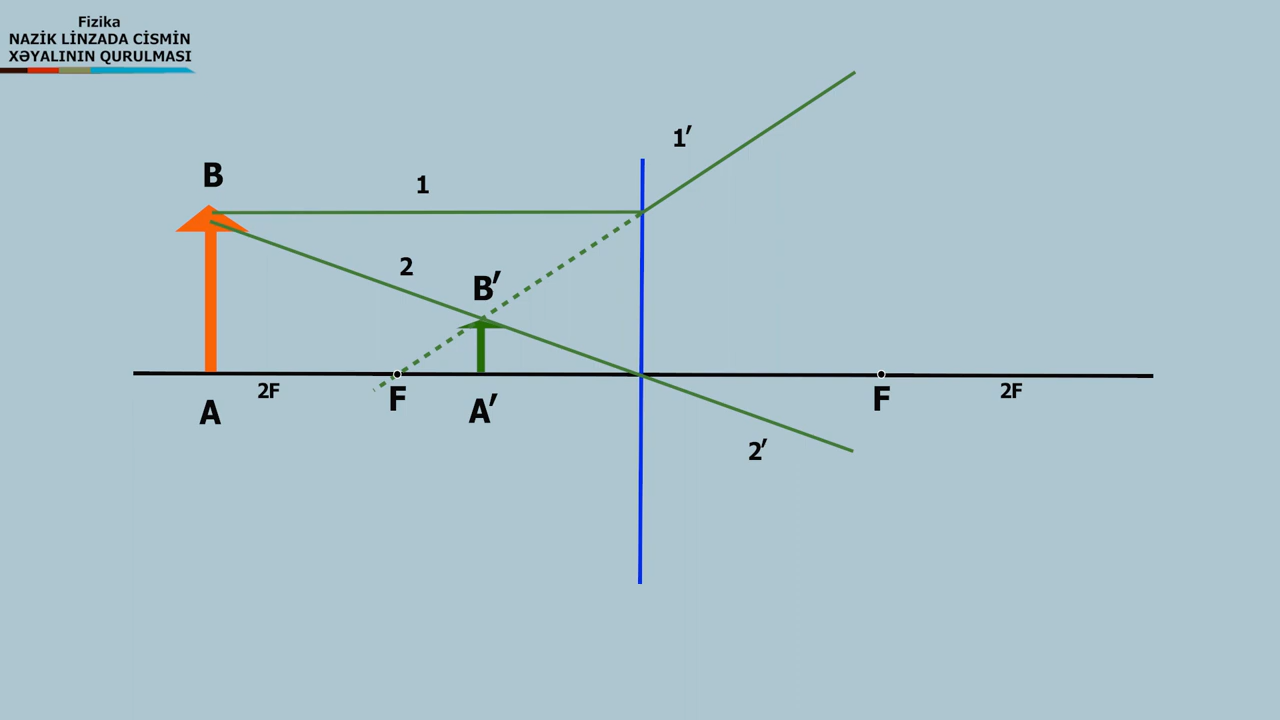 Fizika
NAZİK LİNZADA CİSMİN
XƏYALININ QURULMASI
1′
B
1
2
B′
2F
F
A
A′
F
2F
2′